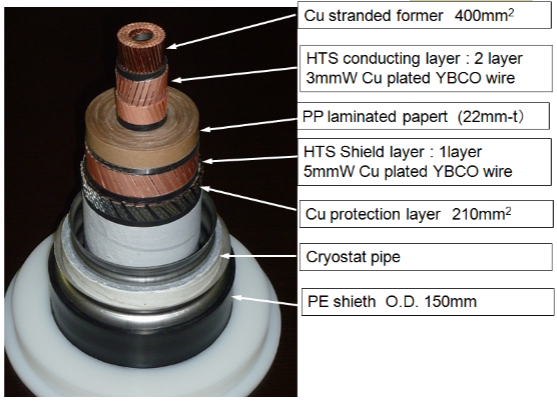 Cu stranded former 400mm²
HTS conducting layer : 2 layer
3mmW Cu plated YBCO wire
PP laminated papert (22mm-t)
HTS Shield layer : 1layer
5mmW Cu plated YBCO wire
Cu protection layer 210mm²
Cryostat pipe
PE shieth O.D. 150mm